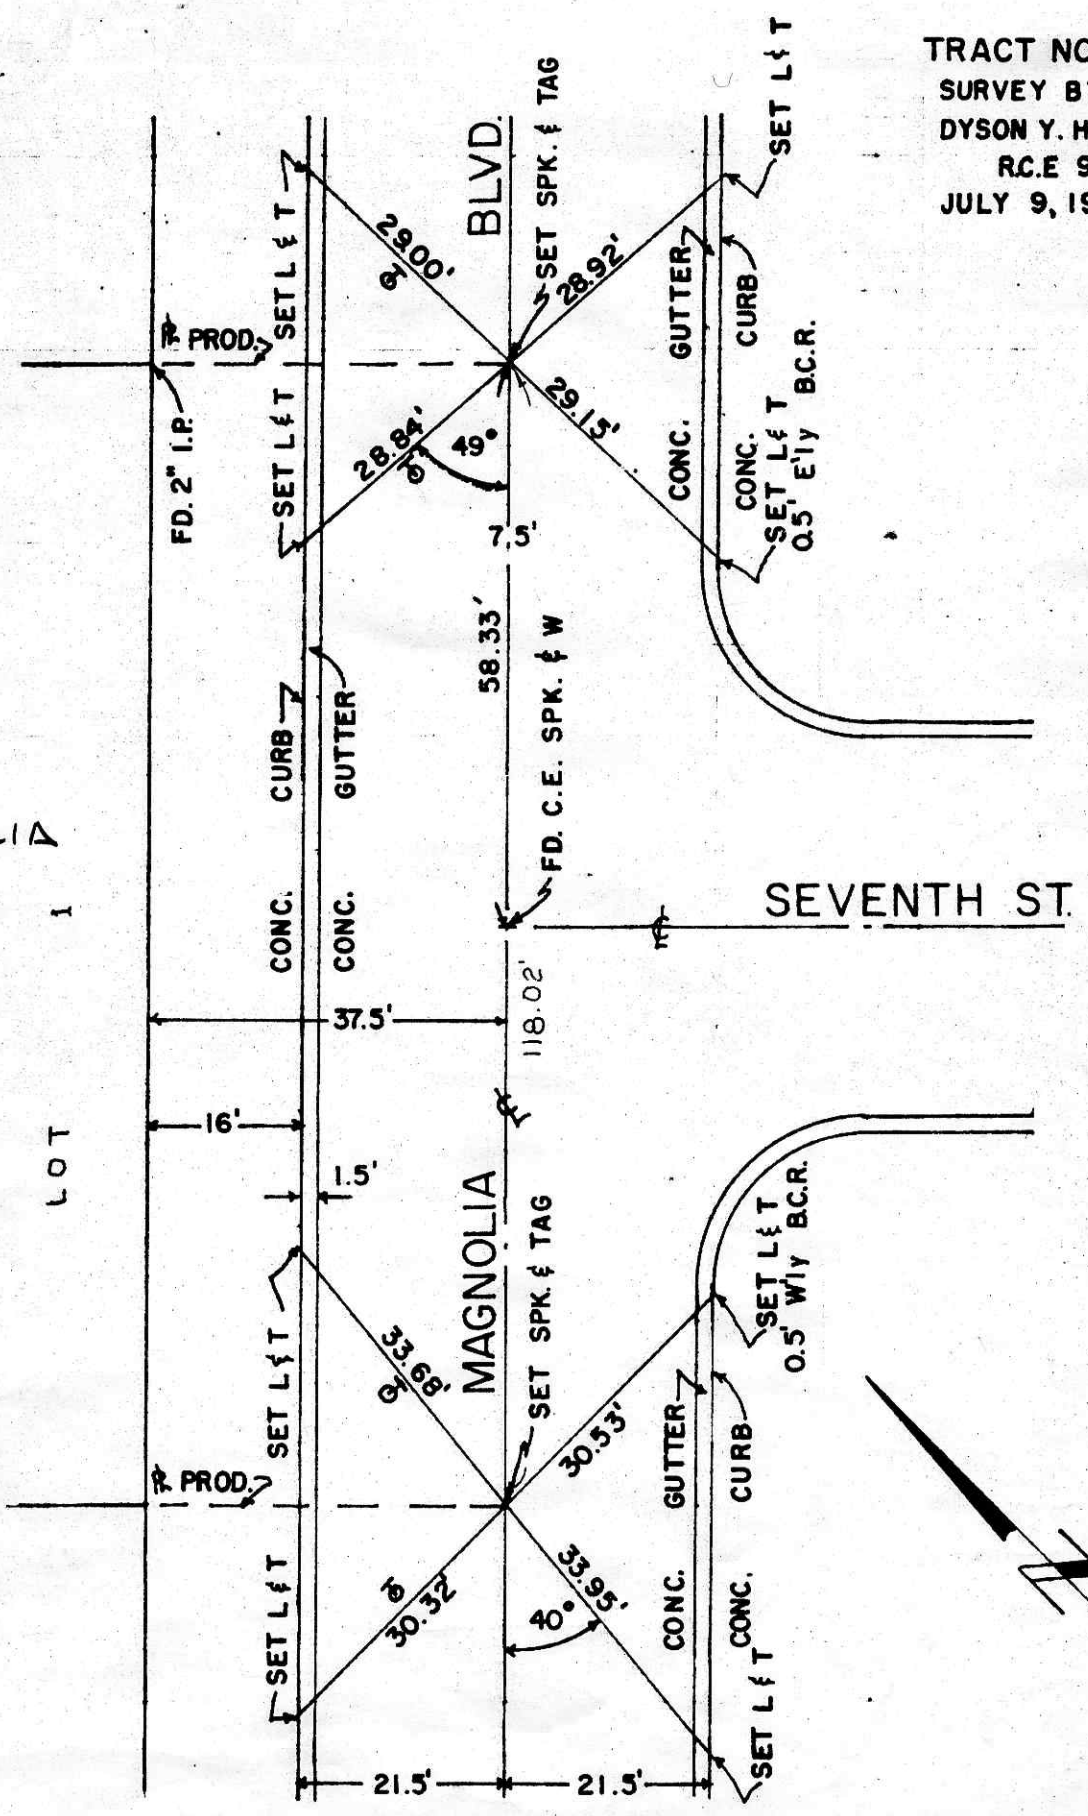 TRACT NO
SURVEY B
DYSON Y. H
R.C.E 9
JULY 9, 19
BLVD.
SET SPK. & TAG
SET L & T
SET L & T
29.00'
28.92'
GUTTER
CURB
CONC.
CONC.
PROD.
FD. 2" I.P.
SET L & T
28.84'
49°
29.15'
SET L & T
0.5' E'ly B.C.R.
7.5'
58.33'
FD. C.E. SPK. & W
CURB
GUTTER
CONC.
CONC.
SEVENTH ST.
LOT 11
37.5'
118.02'
16'
1.5'
MAGNOLIA
SET SPK. & TAG
SET L & T
0.5' W'ly B.C.R.
SET L & T
33.68'
30.53'
GUTTER
CURB
CONC.
CONC.
PROD.
SET L & T
30.32'
40°
33.95'
SET L & T
21.5'
21.5'